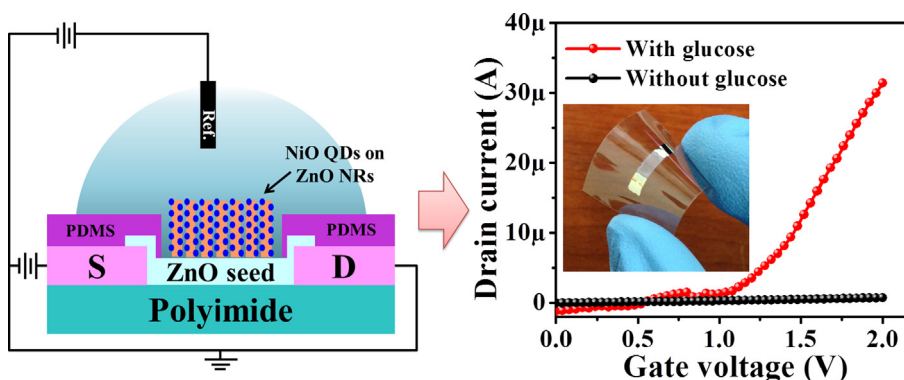 Ref.
NiO QDs on
ZnO NRs
PDMS
PDMS
S
ZnO seed
D
Polyimide
Drain current (A)
40μ
30μ
20μ
10μ
0
With glucose
Without glucose
0.0
0.5
1.0
1.5
2.0
Gate voltage (V)